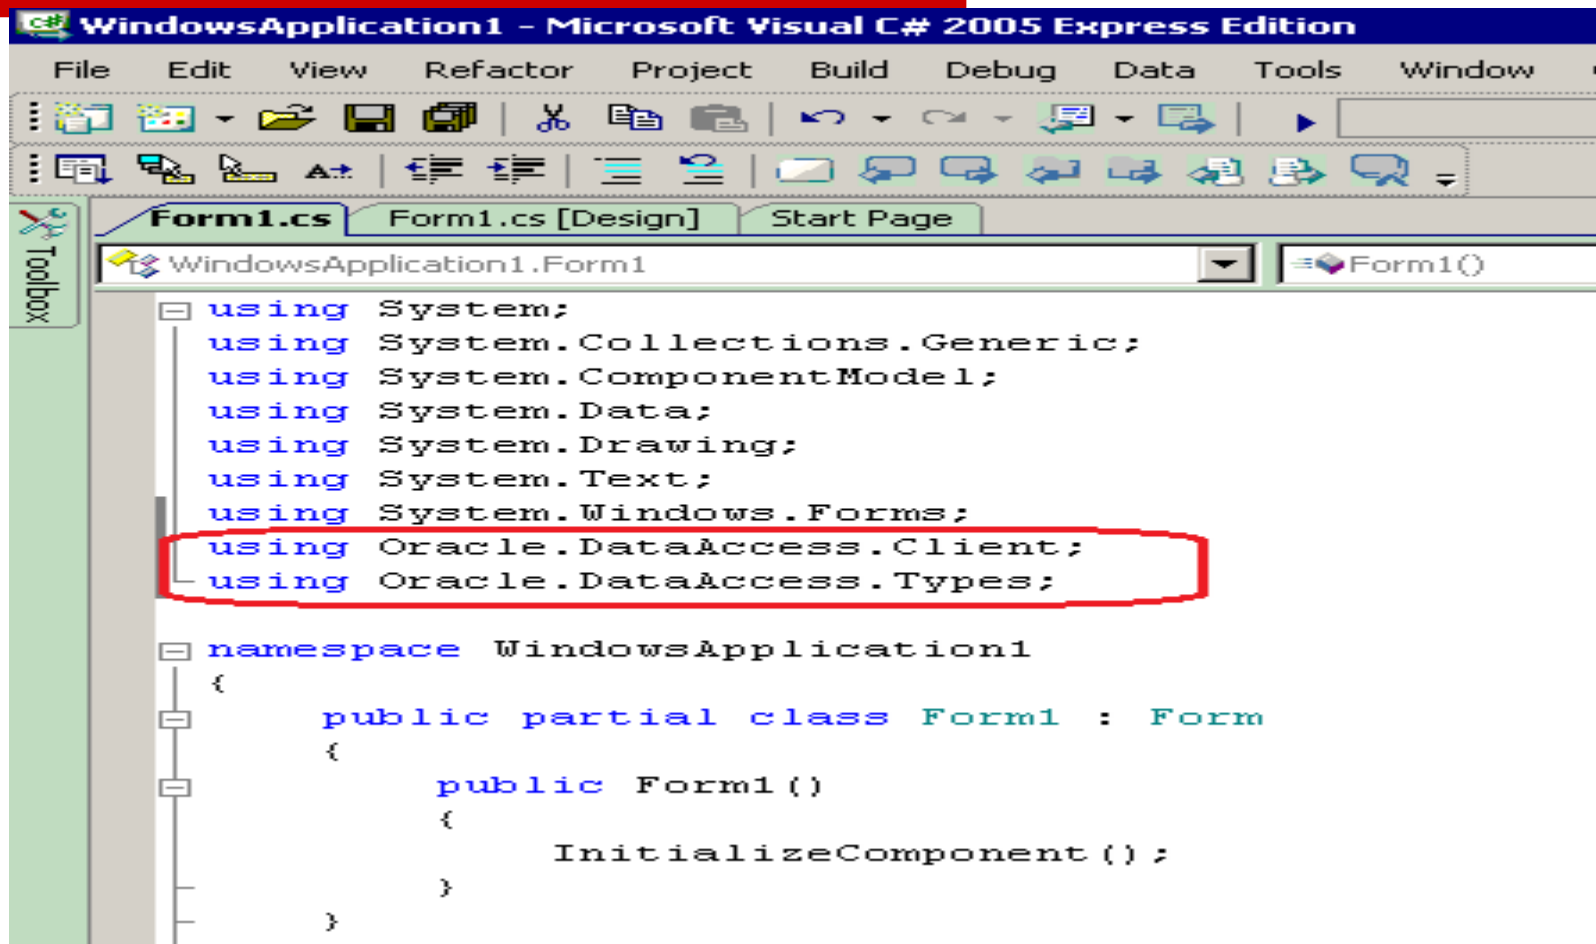 WindowsApplication1 - Microsoft Visual C# 2005 Express Edition
File Edit View Refactor Project Build Debug Data Tools Window
Form1.cs Form1.cs [Design] Start Page
Toolbox
WindowsApplication1.Form1 Form1()
using System;
using System.Collections.Generic;
using System.ComponentModel;
using System.Data;
using System.Drawing;
using System.Text;
using System.Windows.Forms;
using Oracle.DataAccess.Client;
using Oracle.DataAccess.Types;
namespace WindowsApplication1
{
public partial class Form1 : Form
{
public Form1()
{
InitializeComponent();
}
}